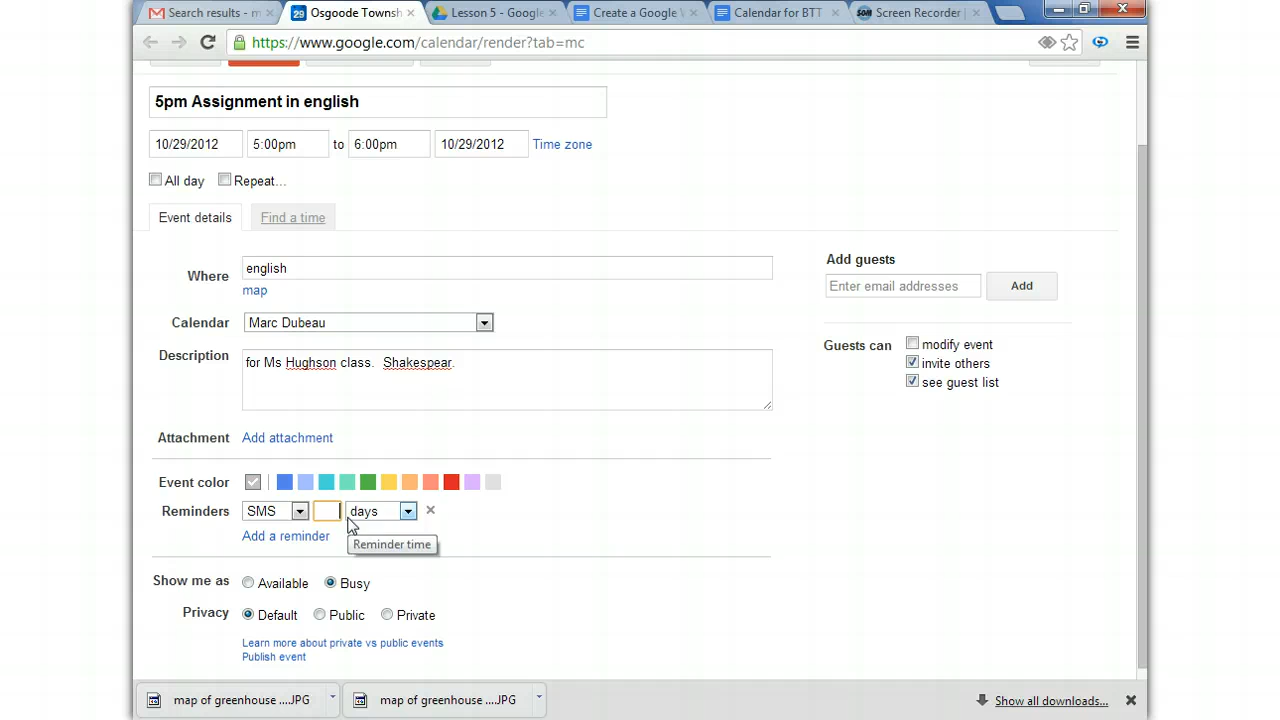 Search results - m
29 Osgoode Townsh
Lesson 5 - Google
Create a Google
Calendar for BTT
SOM Screen Recorder |
https://www.google.com/calendar/render?tab=mc
5pm Assignment in english
10/29/2012 5:00pm to 6:00pm 10/29/2012 Time zone
All day Repeat...
Event details Find a time
Where english
map
Calendar Marc Dubeau
Description for Ms Hughson class. Shakespear.
Attachment Add attachment
Event color
Reminders SMS days
Add a reminder
Reminder time
Show me as Available Busy
Privacy Default Public Private
Learn more about private vs public events
Publish event
Add guests
Enter email addresses Add
Guests can modify event
invite others
see guest list
map of greenhouse ....JPG map of greenhouse ....JPG Show all downloads...